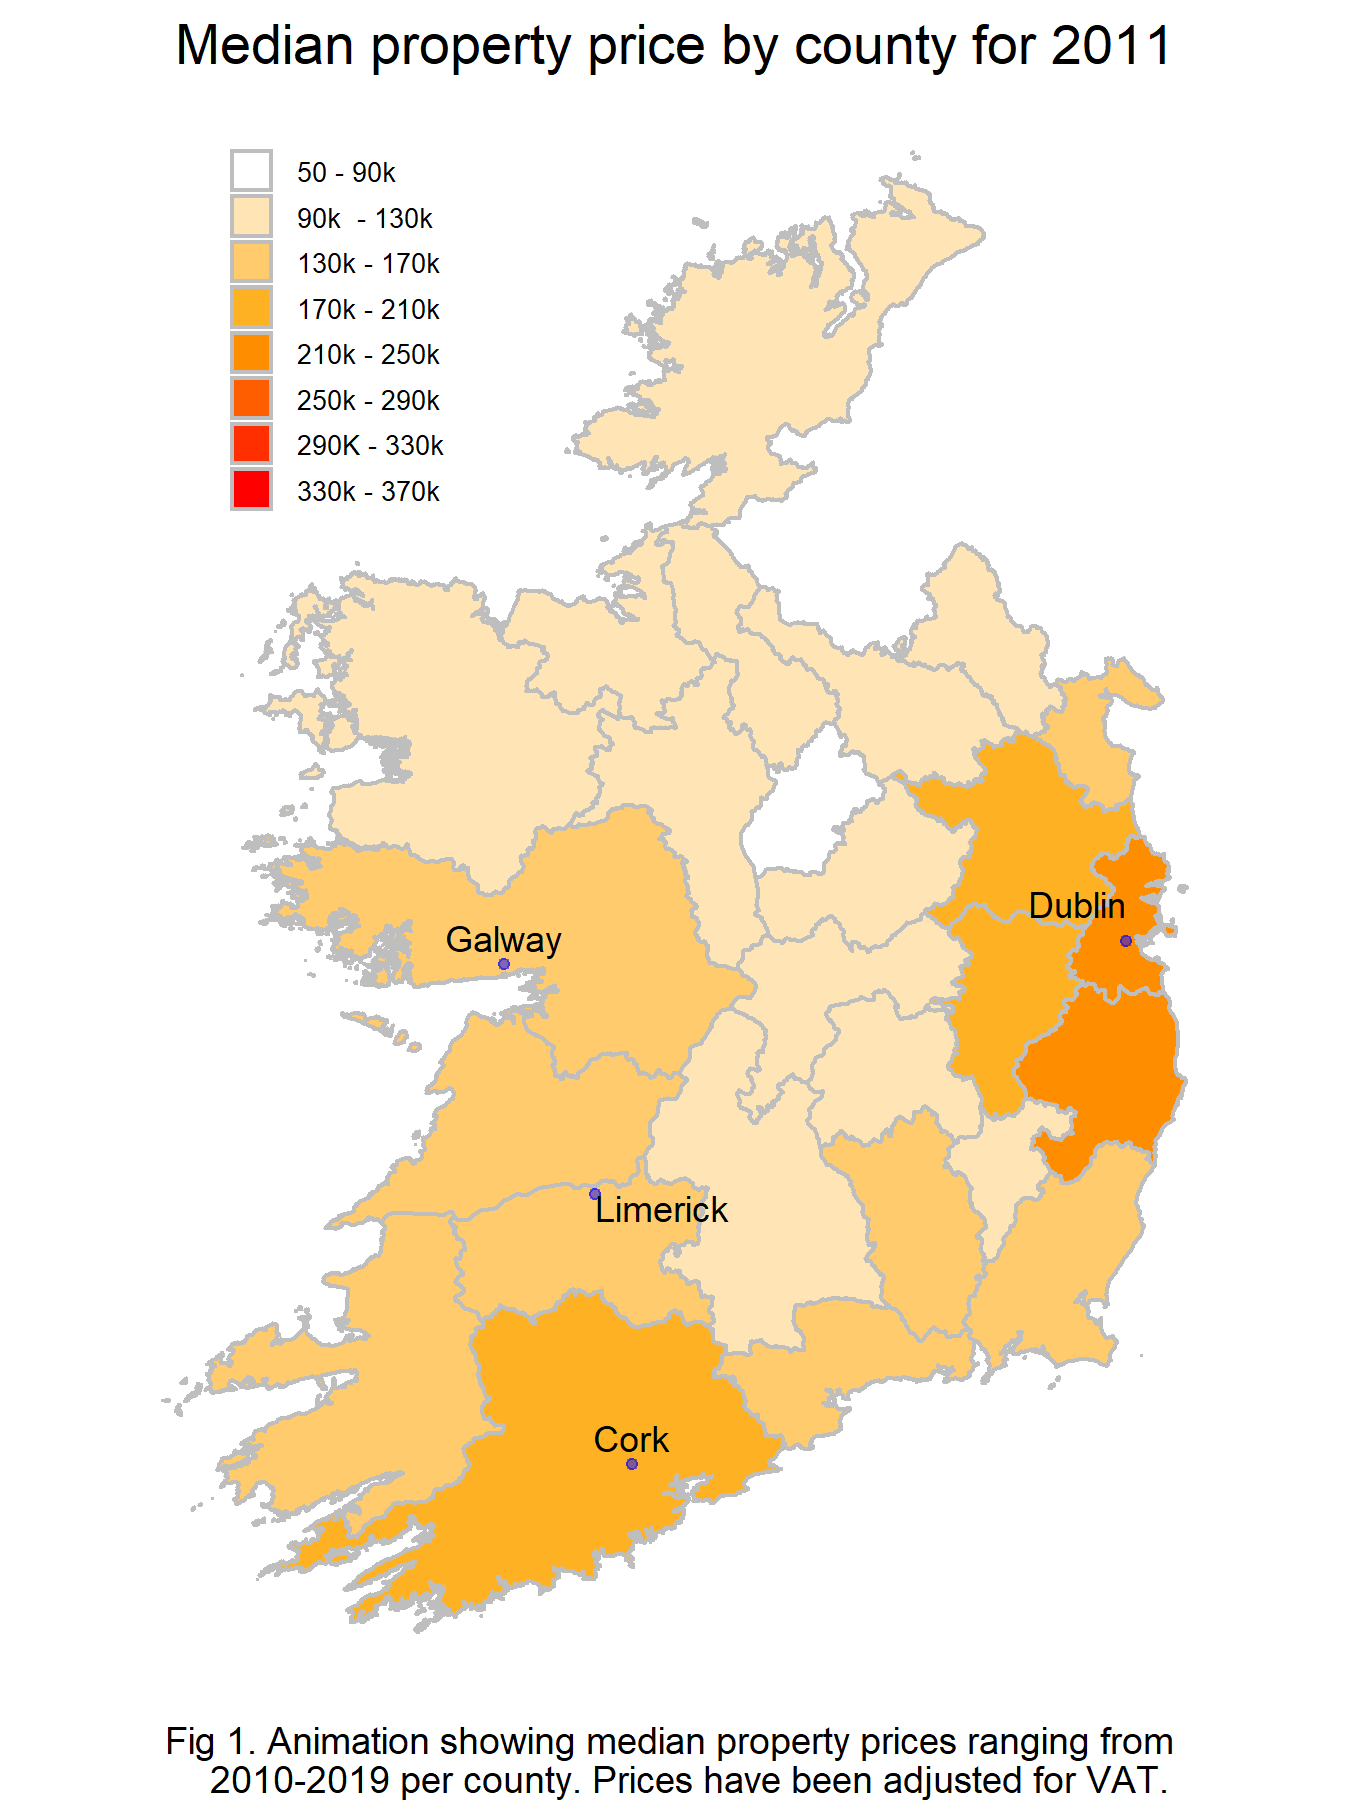 Median property price by county for 2011
50 - 90k
90k  - 130k
130k - 170k
170k - 210k
210k - 250k
250k - 290k
290K - 330k
330k - 370k
Dublin
Galway
Limerick
Cork
Fig 1. Animation showing median property prices ranging from
2010-2019 per county. Prices have been adjusted for VAT.